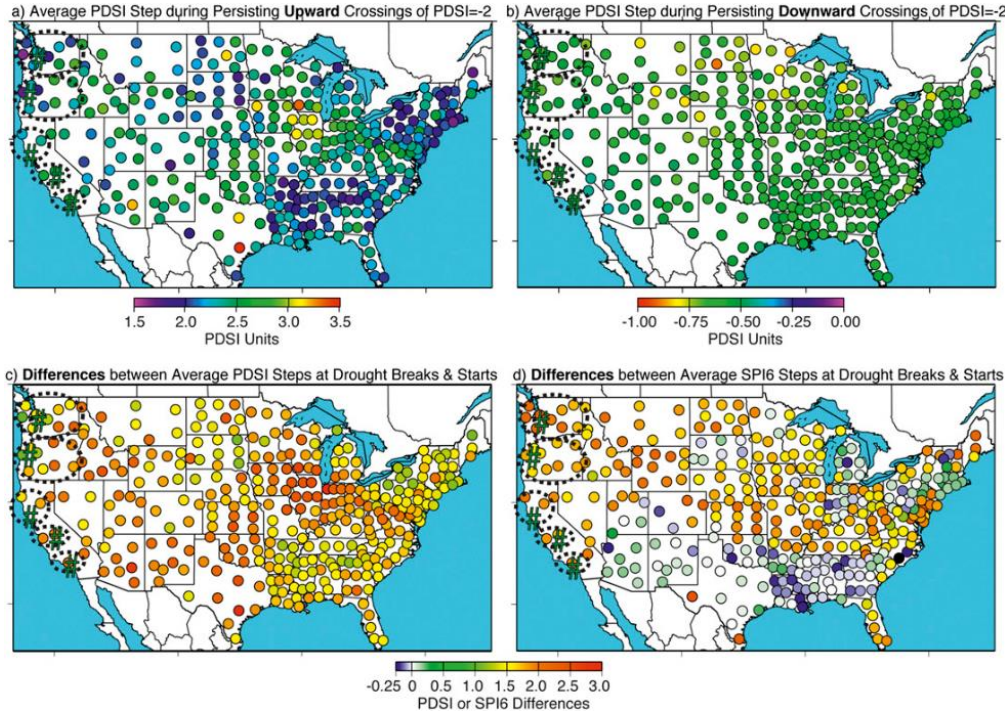 a) Average PDSI Step during Persisting Upward Crossings of PDSI=-2
b) Average PDSI Step during Persisting Downward Crossings of PDSI=-2
1.5 2.0 2.5 3.0 3.5
PDSI Units
-1.00 -0.75 -0.50 -0.25 0.00
PDSI Units
c) Differences between Average PDSI Steps at Drought Breaks & Starts
d) Differences between Average SPI6 Steps at Drought Breaks & Starts
-0.25 0 0.5 1.0 1.5 2.0 2.5 3.0
PDSI or SPI6 Differences